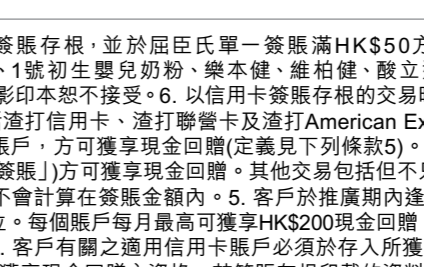 簽賬存根，並於屈臣氏單一簽賬滿HK$50方
、1號初生嬰兒奶粉、樂本健、維柏健、酸立
影印本恕不接受。6. 以信用卡簽賬存根的交易
渣打信用卡、渣打聯營卡及渣打American Ex
賬戶，方可獲享現金回贈(定義見下列條款5)。
簽賬」)方可獲享現金回贈。其他交易包括但不
不會計算在簽賬金額內。5. 客戶於推廣期內逢
位。每個賬戶每月最高可獲享HK$200現金回贈
. 客戶有關之適用信用卡賬戶必須於存入所獲